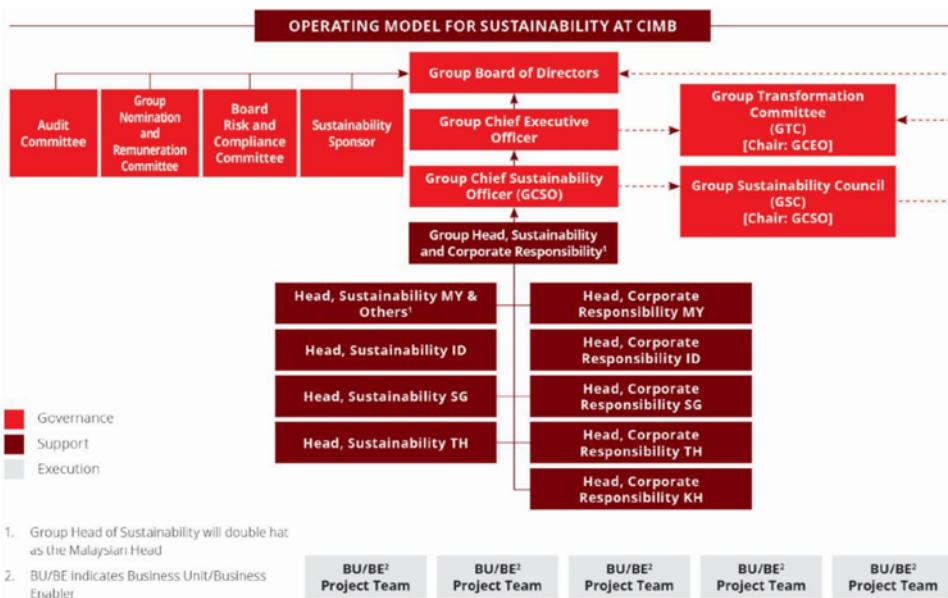 OPERATING MODEL FOR SUSTAINABILITY AT CIMB
Group Board of Directors
Audit
Committee
Group
Nomination
and
Remuneration
Committee
Board
Risk and
Compliance
Committee
Sustainability
Sponsor
Group Chief Executive
Officer
Group Transformation
Committee
(GTC)
[Chair: GCEO]
Group Chief Sustainability
Officer (GCSO)
Group Sustainability Council
(GSC)
[Chair: GCSO]
Group Head, Sustainability
and Corporate Responsibility¹
Head, Sustainability MY &
Others¹
Head, Corporate
Responsibility MY
Head, Sustainability ID
Head, Corporate
Responsibility ID
Head, Sustainability SG
Head, Corporate
Responsibility SG
Head, Sustainability TH
Head, Corporate
Responsibility TH
Head, Corporate
Responsibility KH
Governance
Support
Execution
1. Group Head of Sustainability will double hat
as the Malaysian Head
2. BU/BE indicates Business Unit/Business
Enabler
BU/BE²
Project Team
BU/BE²
Project Team
BU/BE²
Project Team
BU/BE²
Project Team
BU/BE²
Project Team